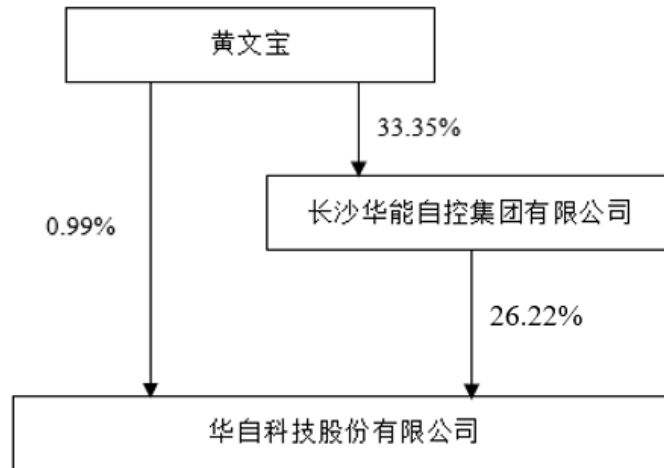 黄文宝
33.35%
长沙华能自控集团有限公司
0.99%
26.22%
华自科技股份有限公司